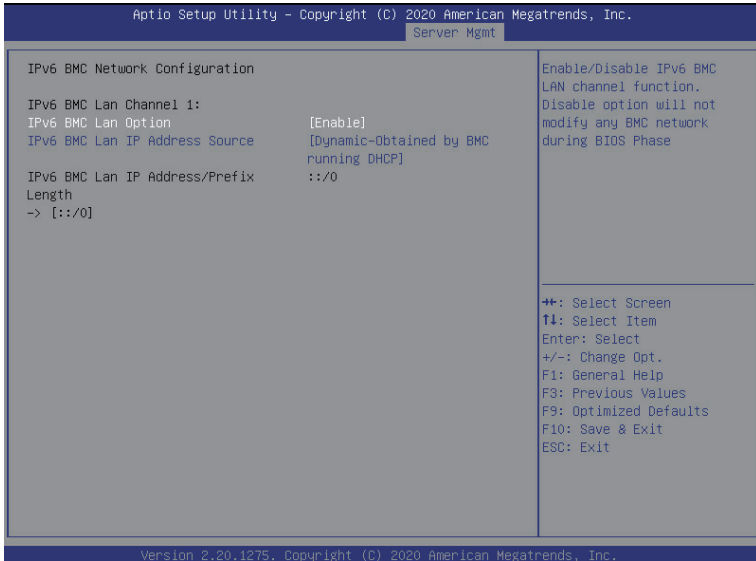 Aptio Setup Utility – Copyright (C) 2020 American Megatrends, Inc.
Server Mgmt
IPv6 BMC Network Configuration
IPv6 BMC Lan Channel 1:
IPv6 BMC Lan Option [Enable]
IPv6 BMC Lan IP Address Source [Dynamic-Obtained by BMC
running DHCP]
IPv6 BMC Lan IP Address/Prefix ::/0
Length
-> [::/0]
Enable/Disable IPv6 BMC
LAN channel function.
Disable option will not
modify any BMC network
during BIOS Phase
→←: Select Screen
↑↓: Select Item
Enter: Select
+/-: Change Opt.
F1: General Help
F3: Previous Values
F9: Optimized Defaults
F10: Save & Exit
ESC: Exit
Version 2.20.1275. Copyright (C) 2020 American Megatrends, Inc.